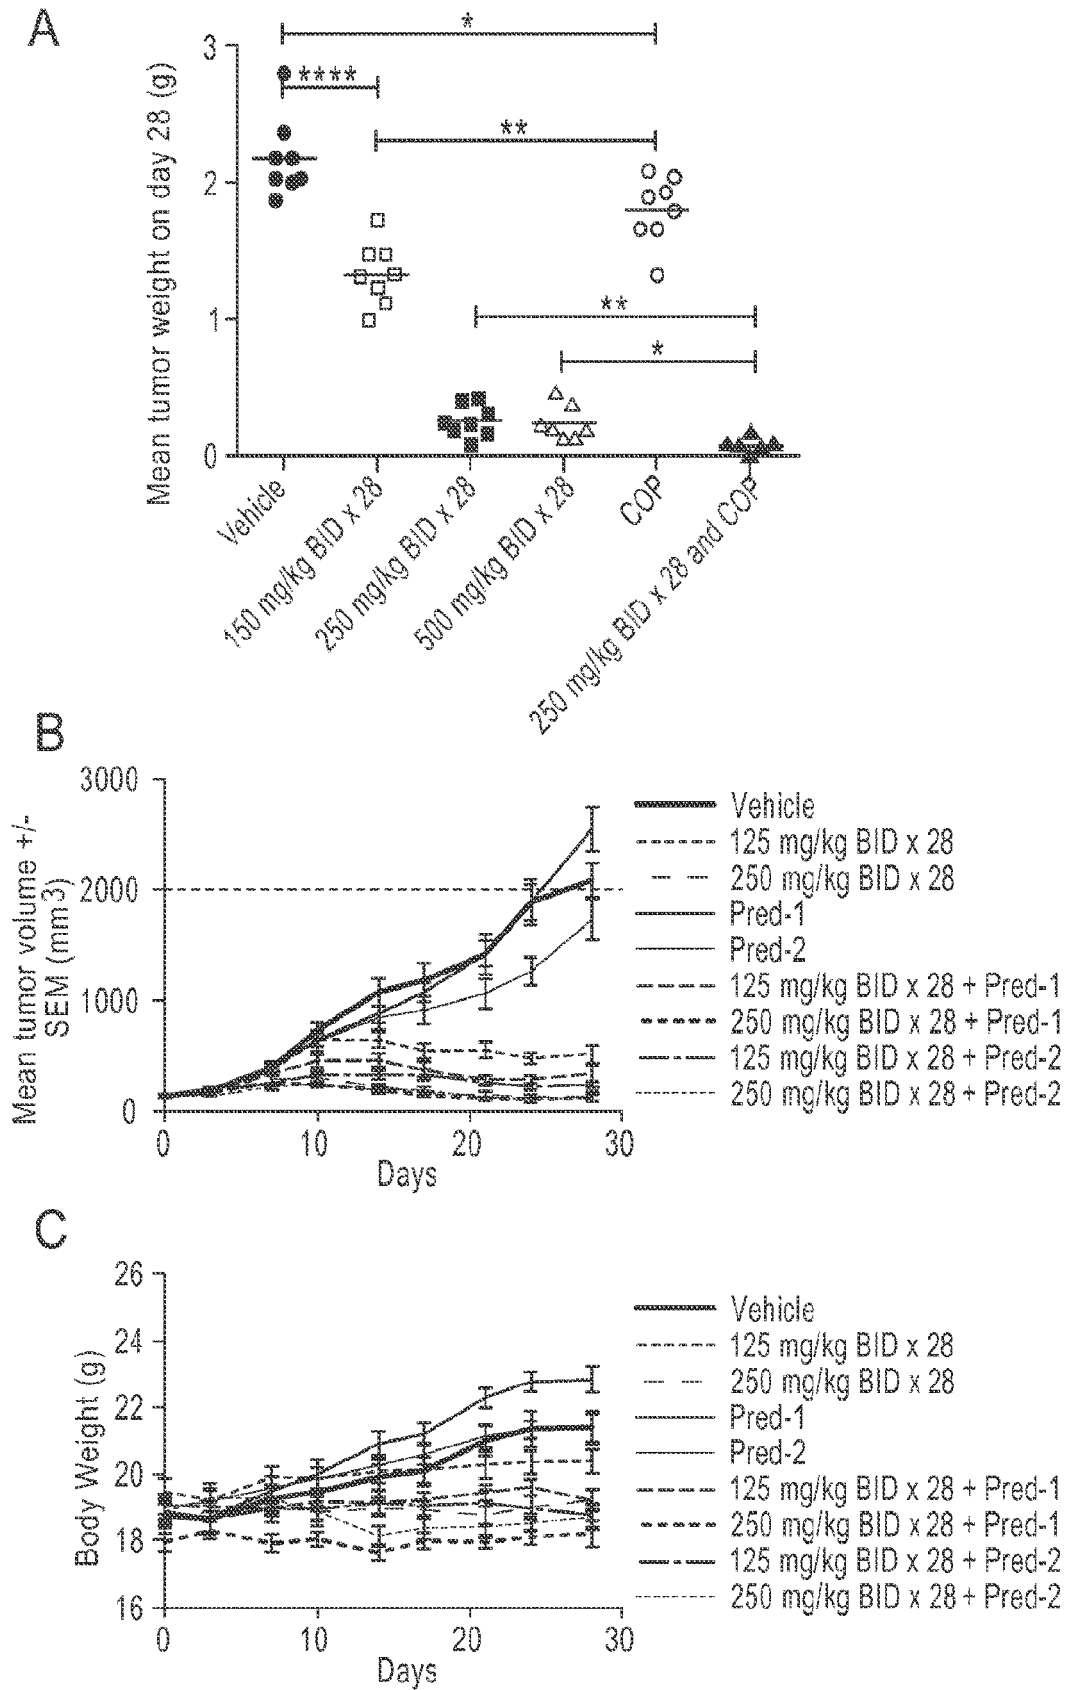 A
Mean tumor weight on day 28 (g)
3
2
1
0
*
****
**
**
*
Vehicle
150 mg/kg BID x 28
250 mg/kg BID x 28
500 mg/kg BID x 28
COP
250 mg/kg BID x 28 and COP
B
Mean tumor volume +/-
SEM (mm3)
3000
2000
1000
0
0 10 20 30
Days
Vehicle
125 mg/kg BID x 28
250 mg/kg BID x 28
Pred-1
Pred-2
125 mg/kg BID x 28 + Pred-1
250 mg/kg BID x 28 + Pred-1
125 mg/kg BID x 28 + Pred-2
250 mg/kg BID x 28 + Pred-2
C
Body Weight (g)
26
24
22
20
18
16
0 10 20 30
Days
Vehicle
125 mg/kg BID x 28
250 mg/kg BID x 28
Pred-1
Pred-2
125 mg/kg BID x 28 + Pred-1
250 mg/kg BID x 28 + Pred-1
125 mg/kg BID x 28 + Pred-2
250 mg/kg BID x 28 + Pred-2